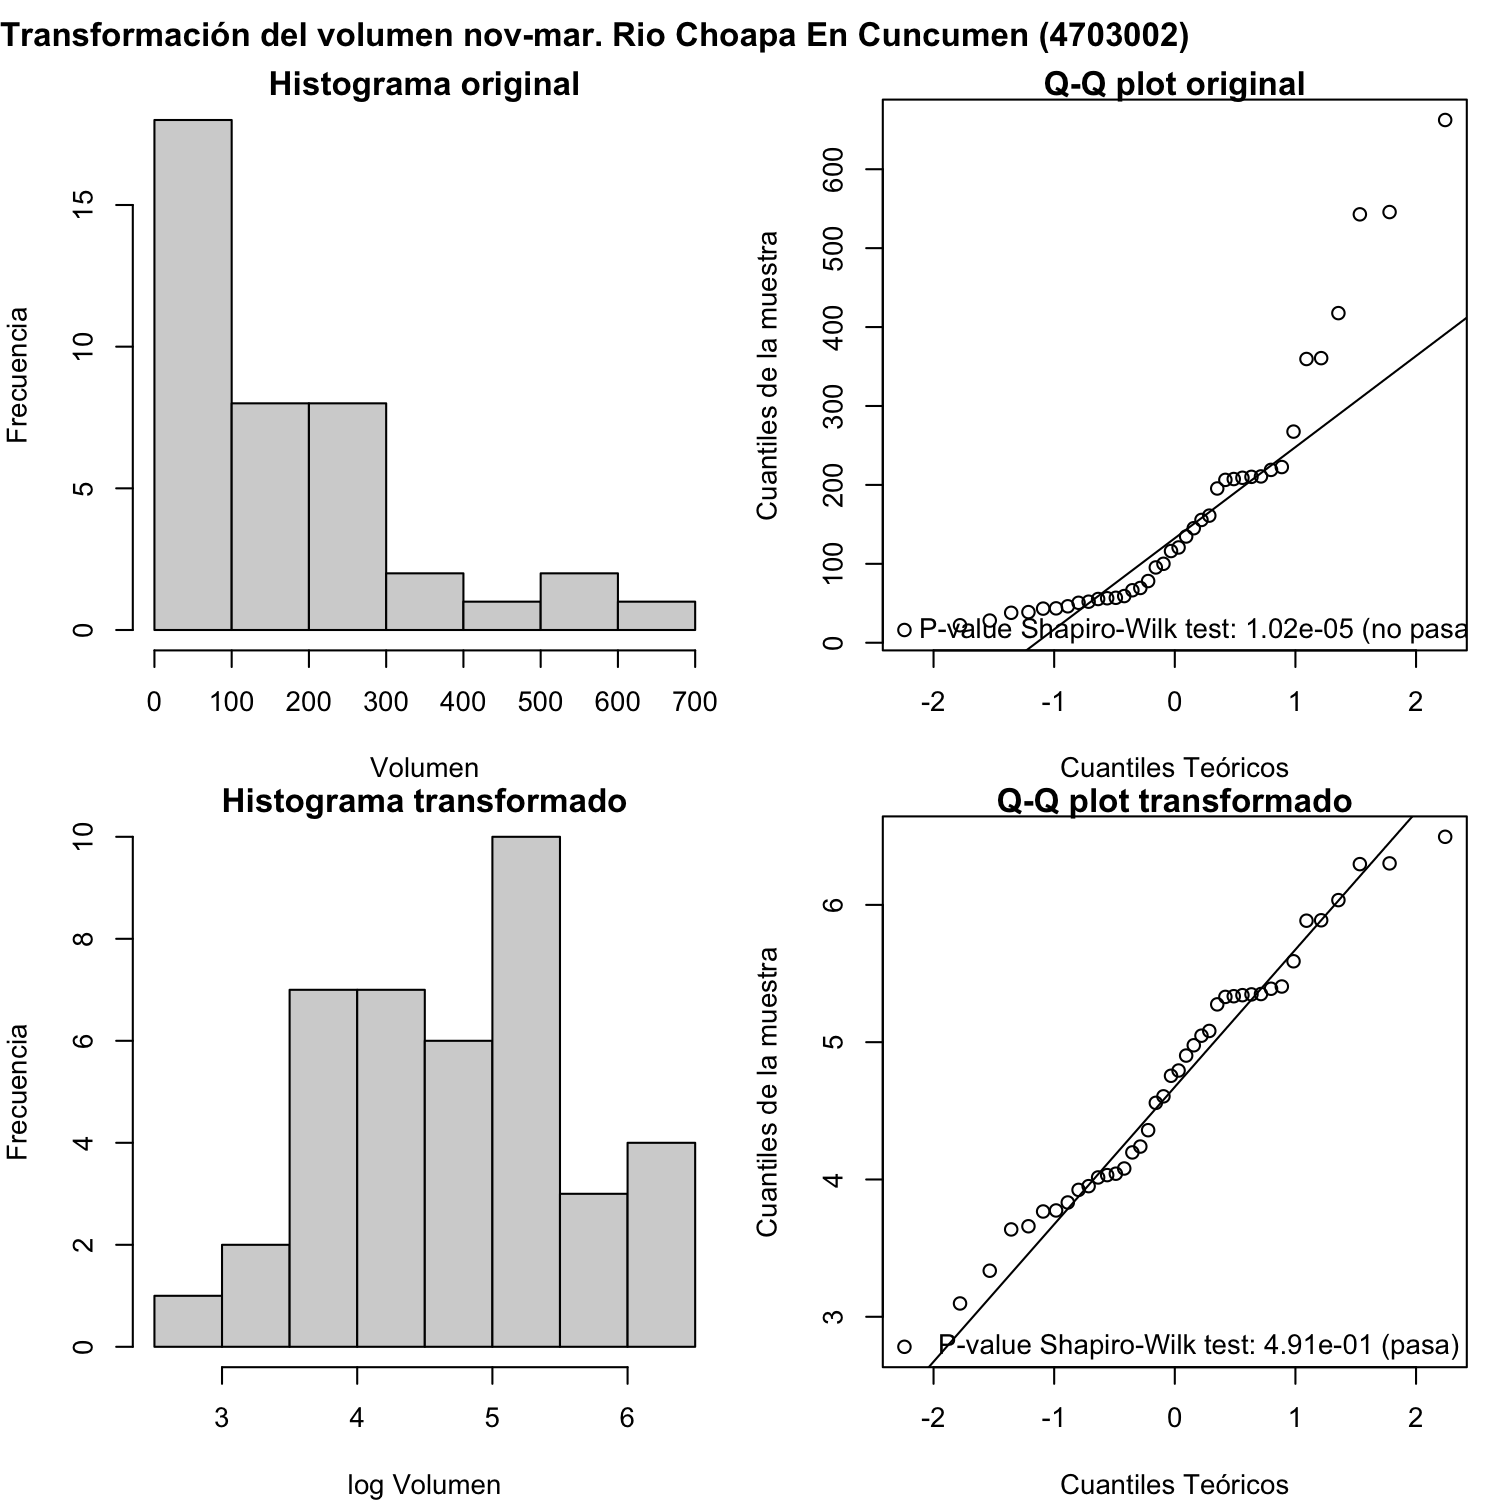 Transformación del volumen nov-mar. Rio Choapa En Cuncumen (4703002)
Histograma original
Frecuencia
15
10
5
0
0 100 200 300 400 500 600 700
Volumen
Q-Q plot original
Cuantiles de la muestra
600
500
400
300
200
100
0
P-value Shapiro-Wilk test: 1.02e-05 (no pasa
-2 -1 0 1 2
Cuantiles Teóricos
Histograma transformado
Frecuencia
10
8
6
4
2
0
3 4 5 6
log Volumen
Q-Q plot transformado
Cuantiles de la muestra
6
5
4
3
P-value Shapiro-Wilk test: 4.91e-01 (pasa)
-2 -1 0 1 2
Cuantiles Teóricos